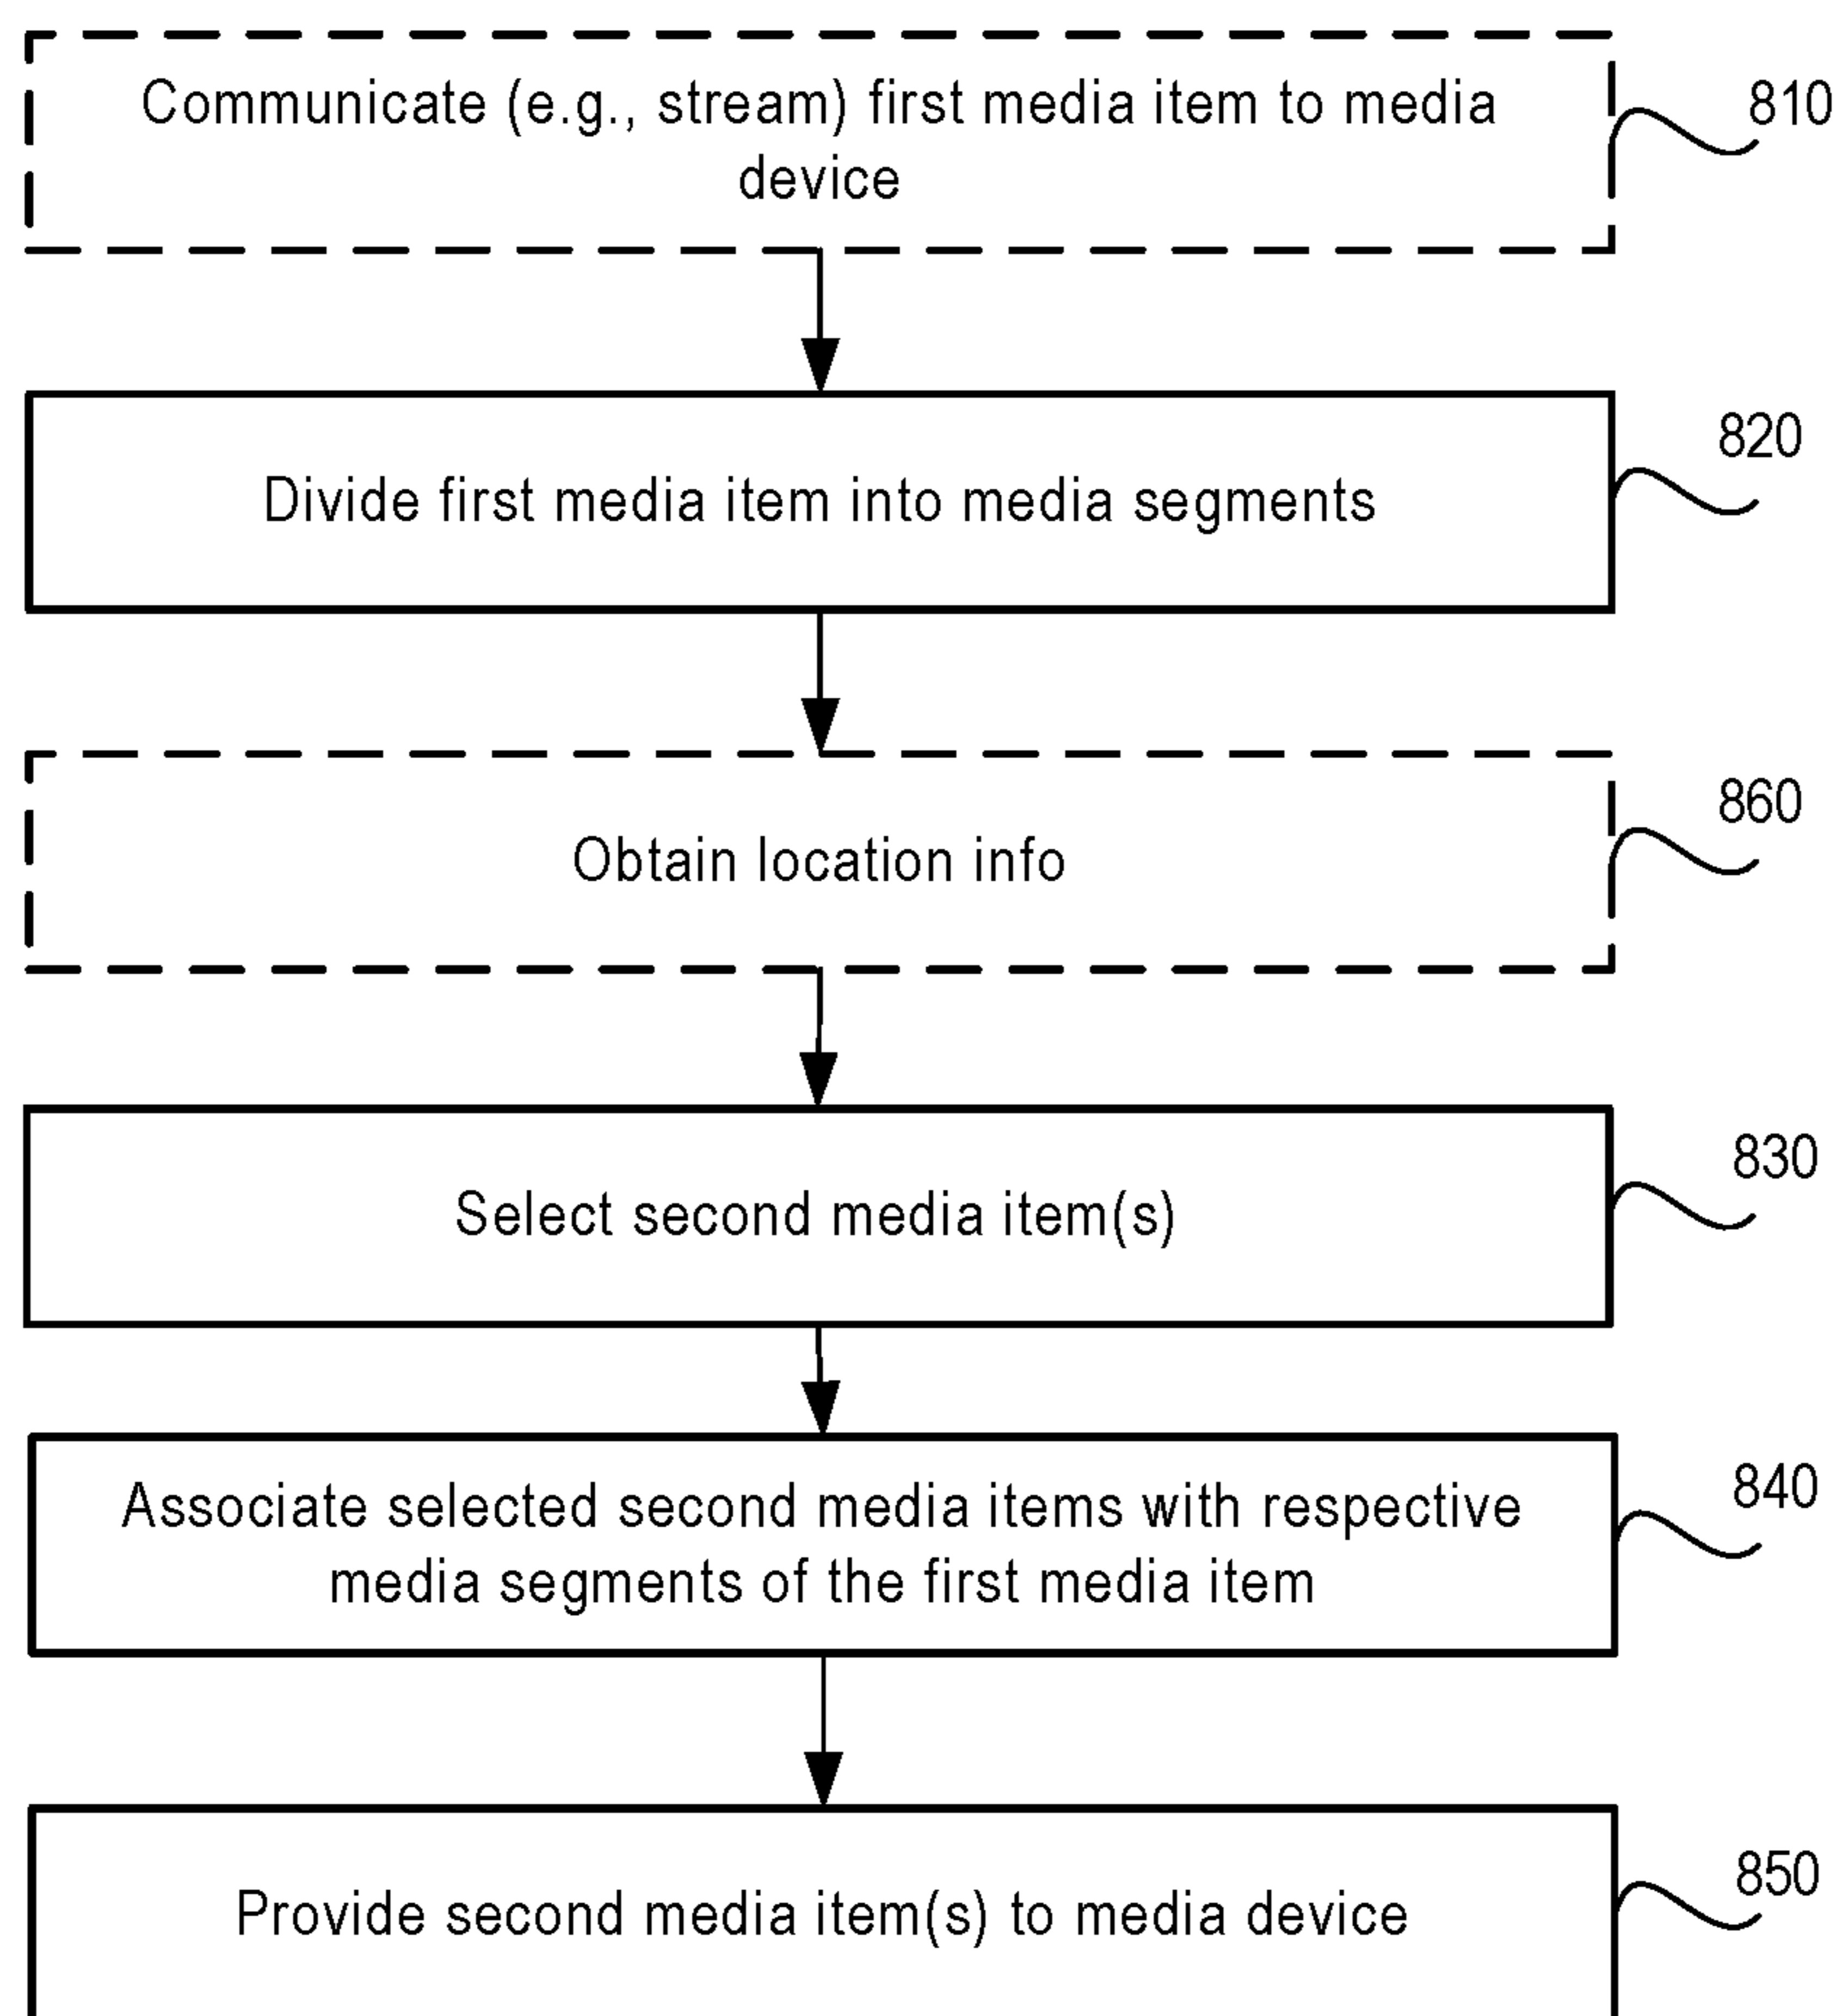 Communicate (e.g., stream) first media item to media
device
810
Divide first media item into media segments
820
Obtain location info
860
Select second media item(s)
830
Associate selected second media items with respective
media segments of the first media item
840
Provide second media item(s) to media device
850